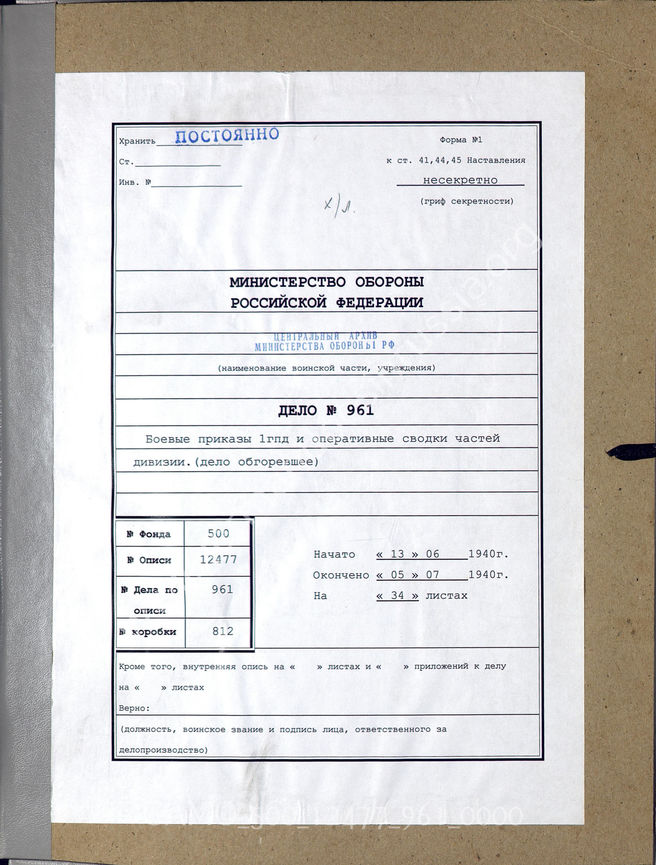 Хранить ПОСТОЯННО
Форма №1
Ст.
к ст. 41,44,45 Наставления
Инв. №
несекретно
(гриф секретности)
х/л.
МИНИСТЕРСТВО ОБОРОНЫ
РОССИЙСКОЙ ФЕДЕРАЦИИ
ЦЕНТРАЛЬНЫЙ АРХИВ
МИНИСТЕРСТВА ОБОРОНЫ РФ
(наименование воинской части, учреждения)
ДЕЛО № 961
Боевые приказы 1гпд и оперативные сводки частей
дивизии.(дело обгоревшее)
№ Фонда 500
№ Описи 12477
№ Дела по описи 961
№ коробки 812
Начато « 13 » 06 1940г.
Окончено « 05 » 07 1940г.
На « 34 » листах
Кроме того, внутренняя опись на « » листах и « » приложений к делу
на « » листах
Верно:
(должность, воинское звание и подпись лица, ответственного за
делопроизводство)